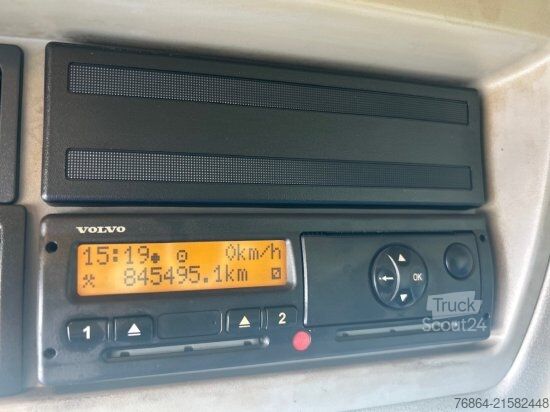 VOLVO
15:19 0km/h
845495.1km
1 2
OK
Truck
Scout24
76864-21582448